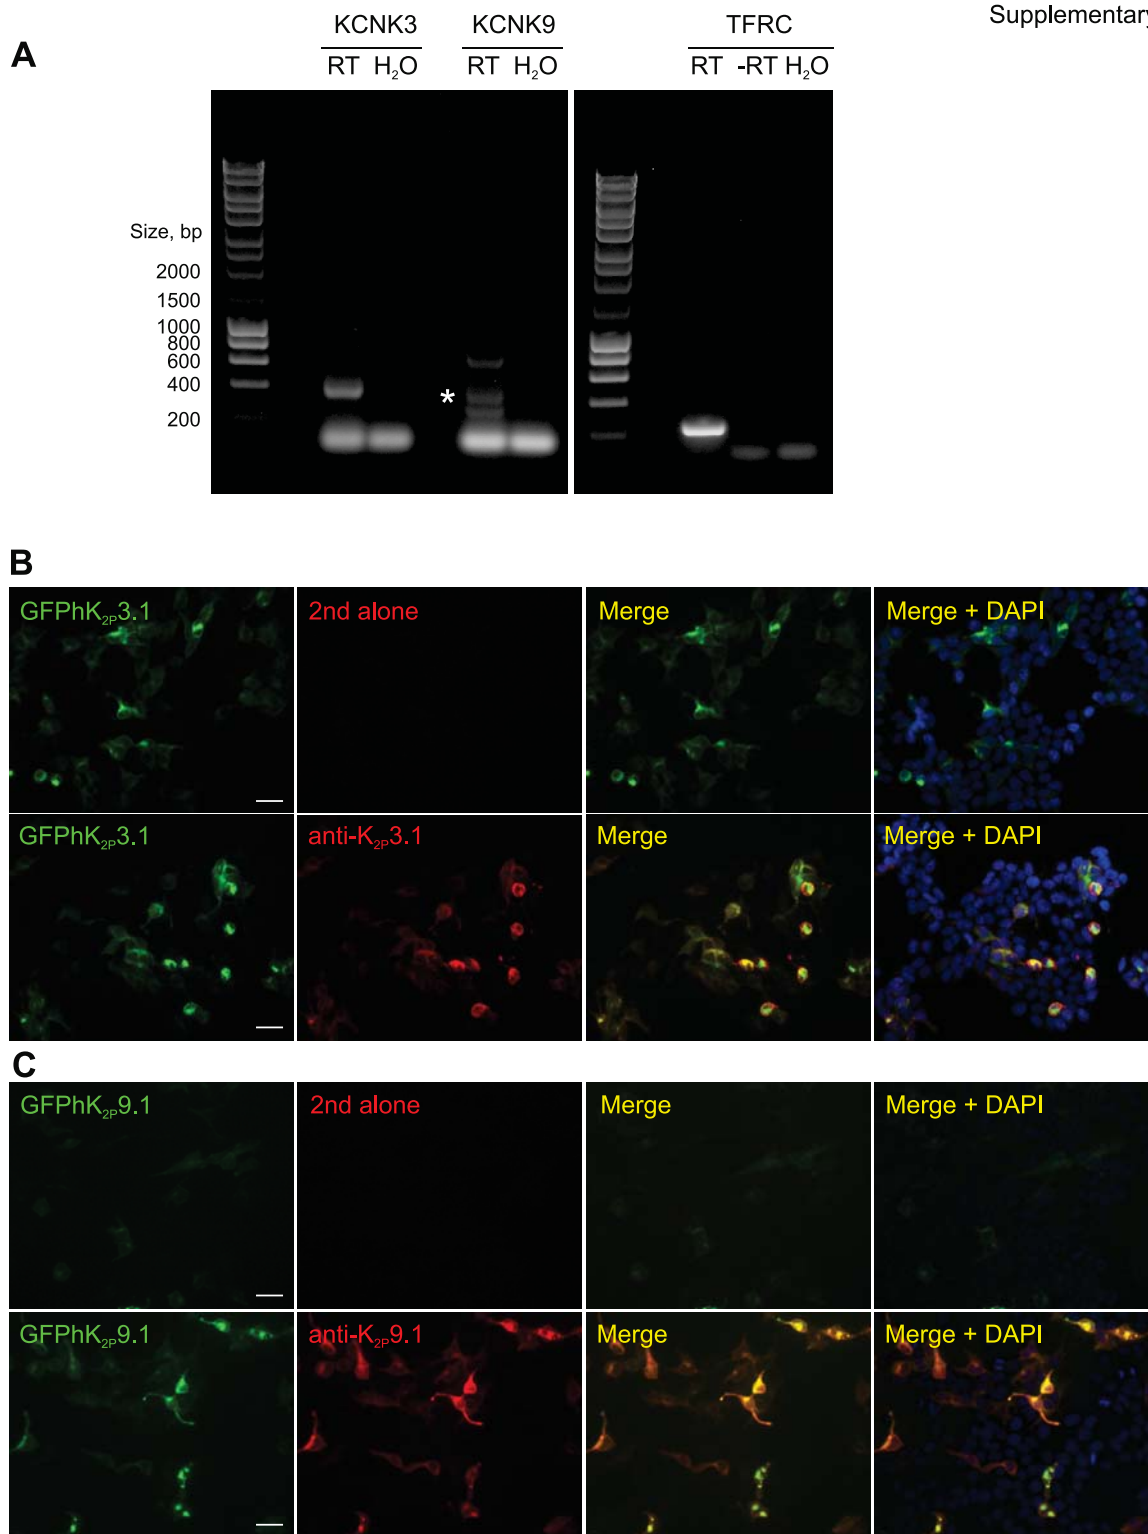 Supplementary
A
KCNK3 KCNK9 TFRC
RT H₂O RT H₂O RT -RT H₂O
Size, bp
2000
1500
1000
800
600
400
*
200
B
GFPhK₂ₚ3.1 2nd alone Merge Merge + DAPI
GFPhK₂ₚ3.1 anti-K₂ₚ3.1 Merge Merge + DAPI
C
GFPhK₂ₚ9.1 2nd alone Merge Merge + DAPI
GFPhK₂ₚ9.1 anti-K₂ₚ9.1 Merge Merge + DAPI